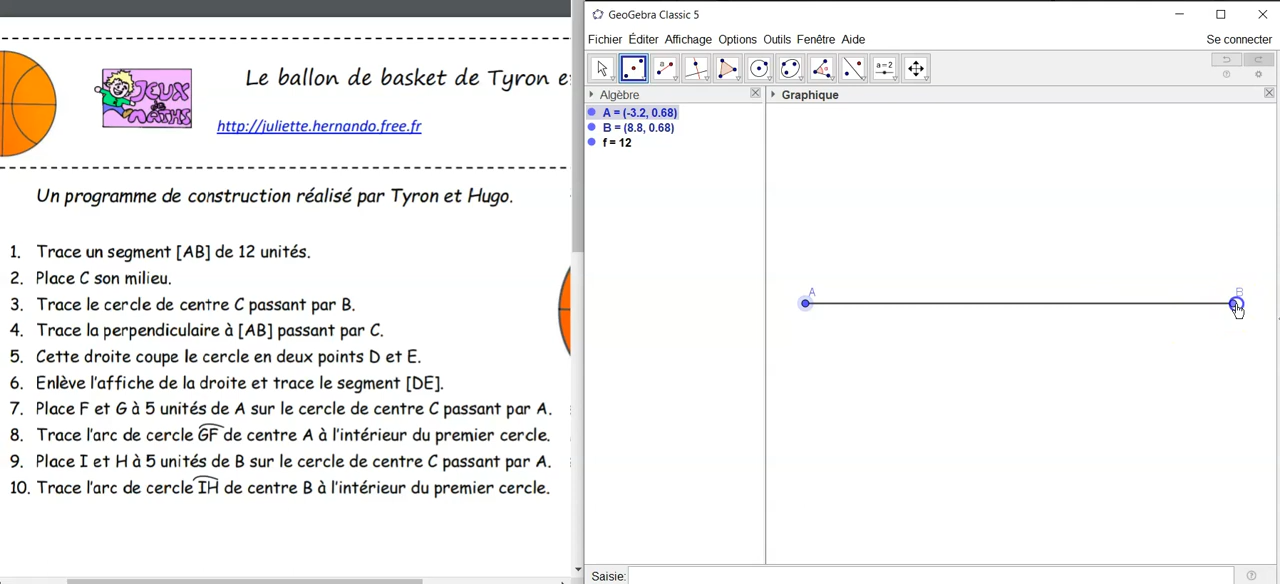 Le ballon de basket de Tyron e
JEUX
de
MATHS
http://juliette.hernando.free.fr
Un programme de construction réalisé par Tyron et Hugo.
1. Trace un segment [AB] de 12 unités.
2. Place C son milieu.
3. Trace le cercle de centre C passant par B.
4. Trace la perpendiculaire à [AB] passant par C.
5. Cette droite coupe le cercle en deux points D et E.
6. Enlève l'affiche de la droite et trace le segment [DE].
7. Place F et G à 5 unités de A sur le cercle de centre C passant par A.
8. Trace l'arc de cercle GF de centre A à l'intérieur du premier cercle.
9. Place I et H à 5 unités de B sur le cercle de centre C passant par A.
10. Trace l'arc de cercle IH de centre B à l'intérieur du premier cercle.
GeoGebra Classic 5
Fichier Éditer Affichage Options Outils Fenêtre Aide
Se connecter
a=2
Algèbre
Graphique
A = (-3.2, 0.68)
B = (8.8, 0.68)
f = 12
A
B
Saisie: